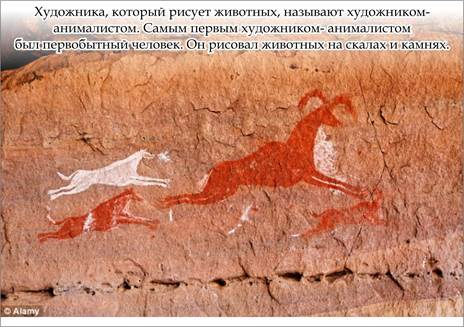 Художника, который рисует животных, называют художником-
анималистом. Самым первым художником- анималистом
был первобытный человек. Он рисовал животных на скалах и камнях.
© Alamy